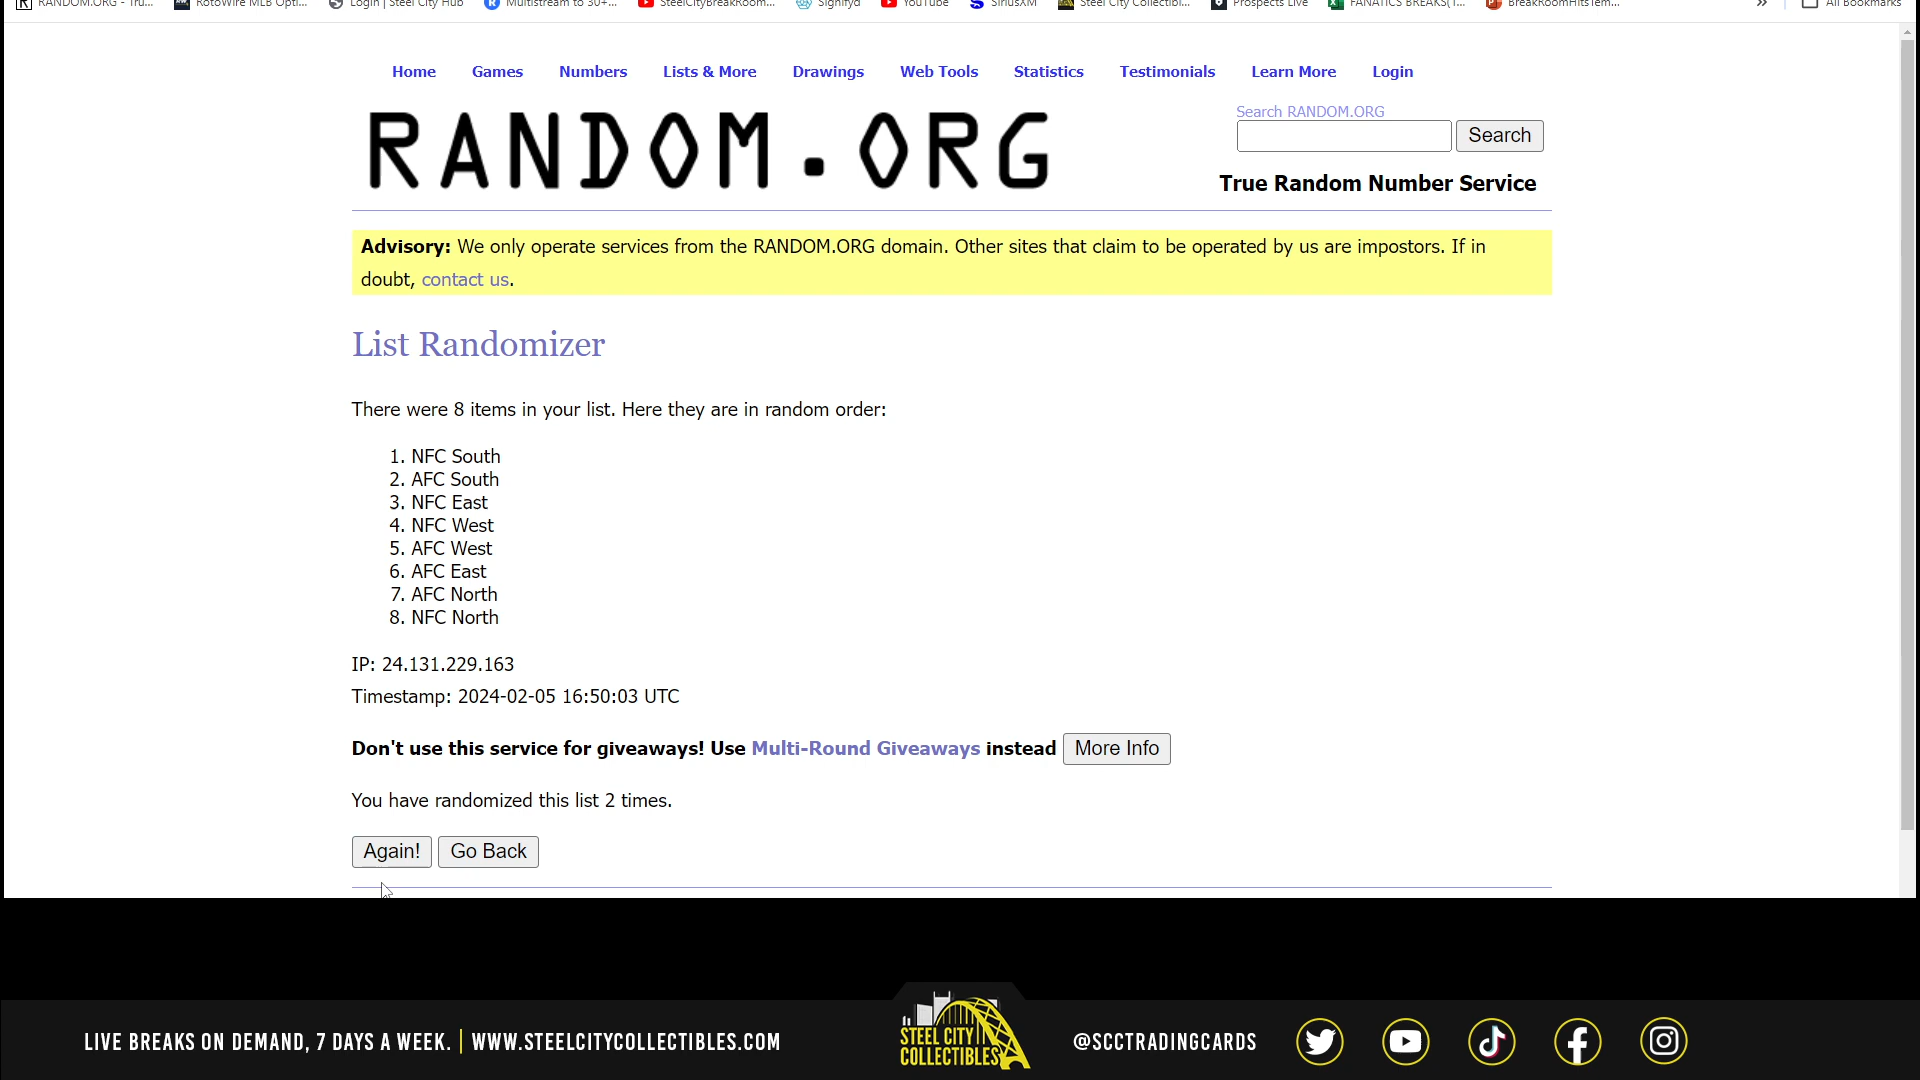 RANDOM.ORG - Tru... RotoWire MLB Opti... Login | Steel City Hub Multistream to 30+... SteelCityBreakRoom... Signifyd YouTube SiriusXM Steel City Collectibl... Prospects Live FANATICS BREAKS(1... BreakRoomHitsTem... » All Bookmarks
Home Games Numbers Lists & More Drawings Web Tools Statistics Testimonials Learn More Login
RANDOM.ORG
Search RANDOM.ORG
Search
True Random Number Service
Advisory: We only operate services from the RANDOM.ORG domain. Other sites that claim to be operated by us are impostors. If in
doubt, contact us.
List Randomizer
There were 8 items in your list. Here they are in random order:
1. NFC South
2. AFC South
3. NFC East
4. NFC West
5. AFC West
6. AFC East
7. AFC North
8. NFC North
IP: 24.131.229.163
Timestamp: 2024-02-05 16:50:03 UTC
Don't use this service for giveaways! Use Multi-Round Giveaways instead More Info
You have randomized this list 2 times.
Again! Go Back
LIVE BREAKS ON DEMAND, 7 DAYS A WEEK. | WWW.STEELCITYCOLLECTIBLES.COM
STEEL CITY
COLLECTIBLES
@SCCTRADINGCARDS